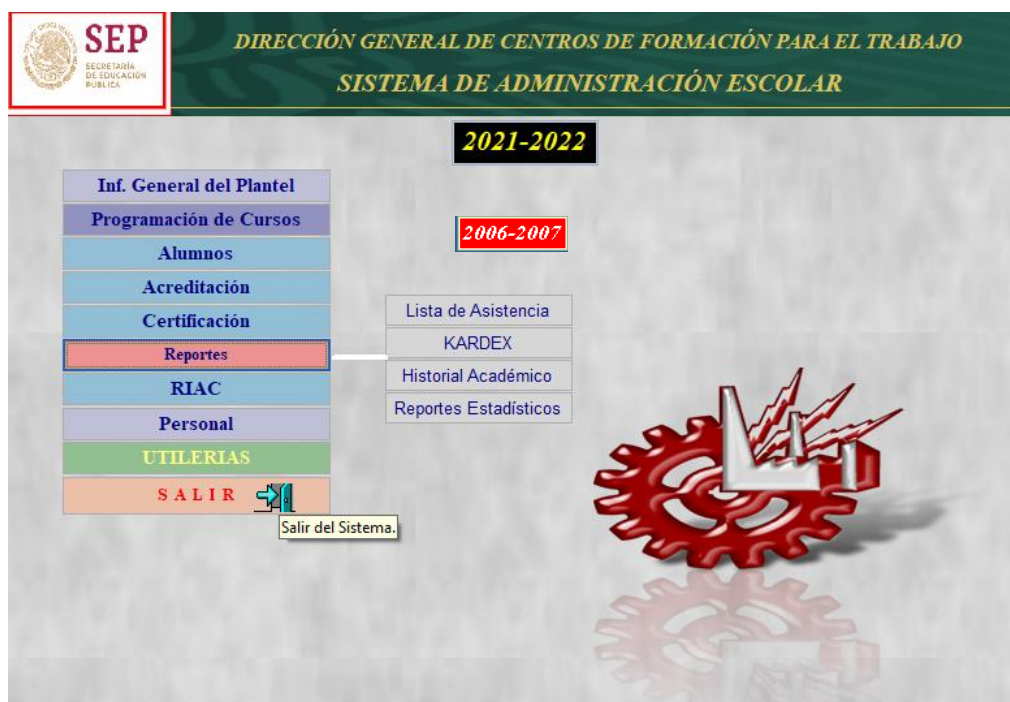 SEP
SECRETARÍA
DE EDUCACIÓN
PÚBLICA
DIRECCIÓN GENERAL DE CENTROS DE FORMACIÓN PARA EL TRABAJO
SISTEMA DE ADMINISTRACIÓN ESCOLAR
2021-2022
2006-2007
Inf. General del Plantel
Programación de Cursos
Alumnos
Acreditación
Certificación
Reportes
RIAC
Personal
UTILERIAS
S A L I R
Salir del Sistema.
Lista de Asistencia
KARDEX
Historial Académico
Reportes Estadísticos